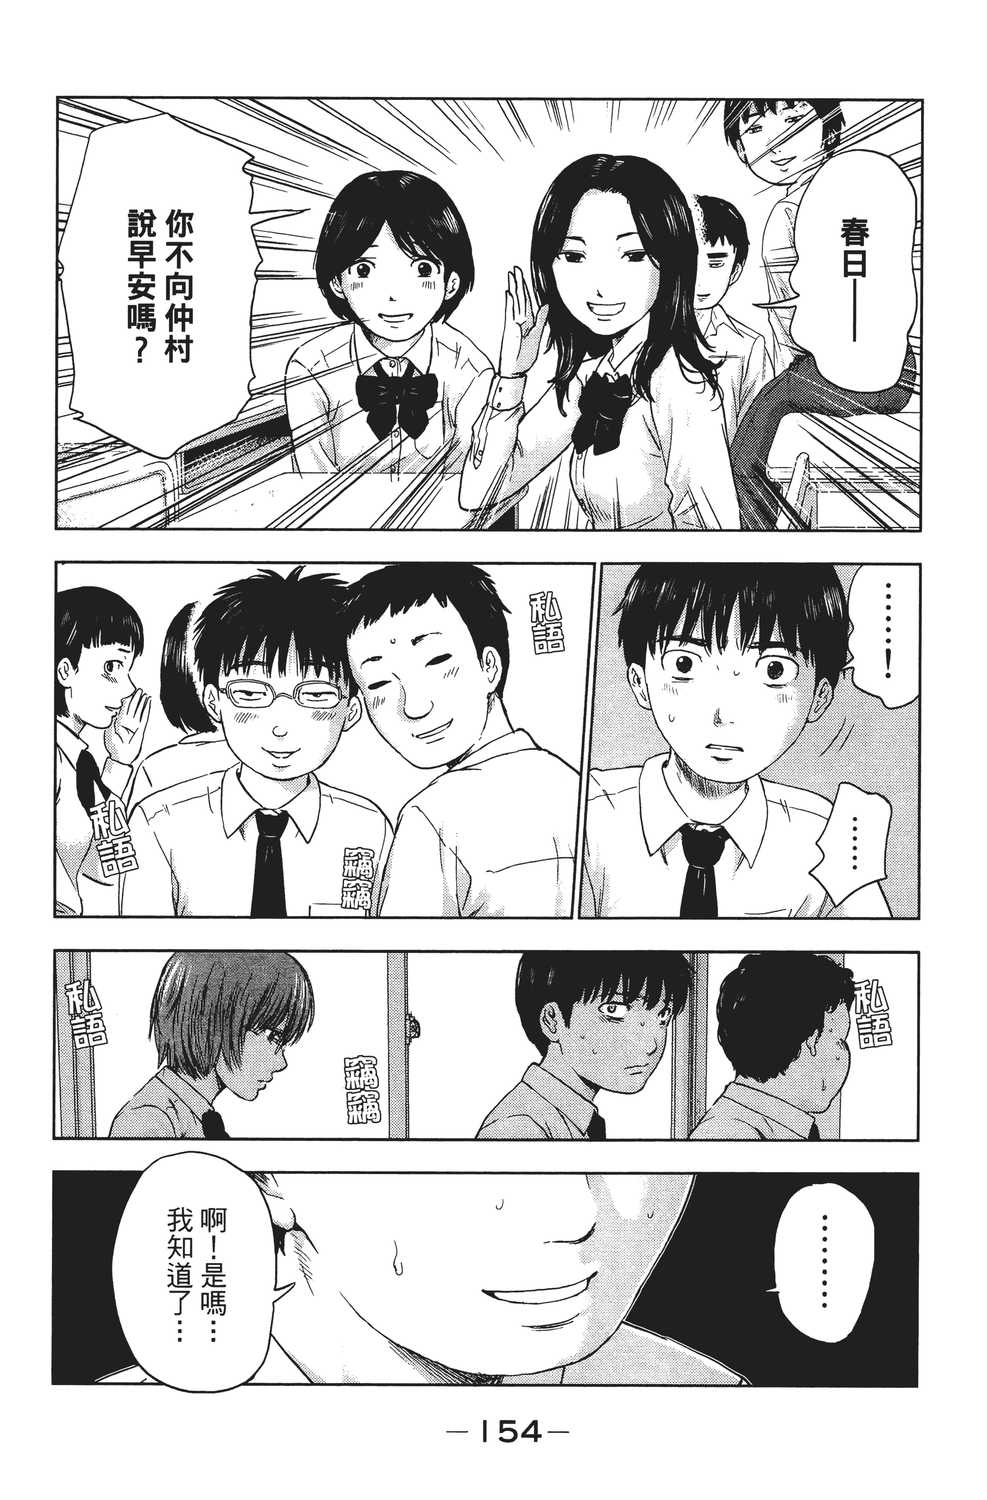 春日——
你不向仲村
說早安嗎？
……！
……
私語
竊竊
私語
私語
竊竊
私語
………
啊！是嗎…
我知道了…
－154－